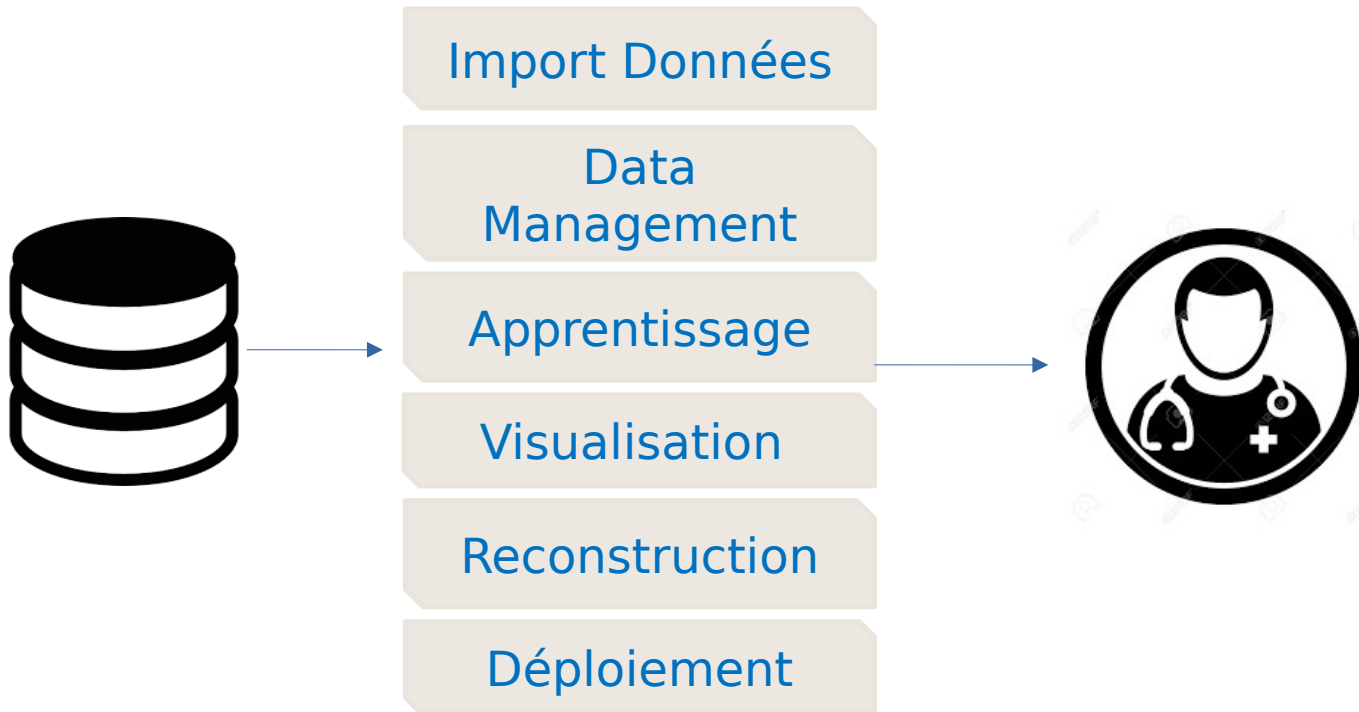 Import Données
Data
Management
Apprentissage
Visualisation
Reconstruction
Déploiement